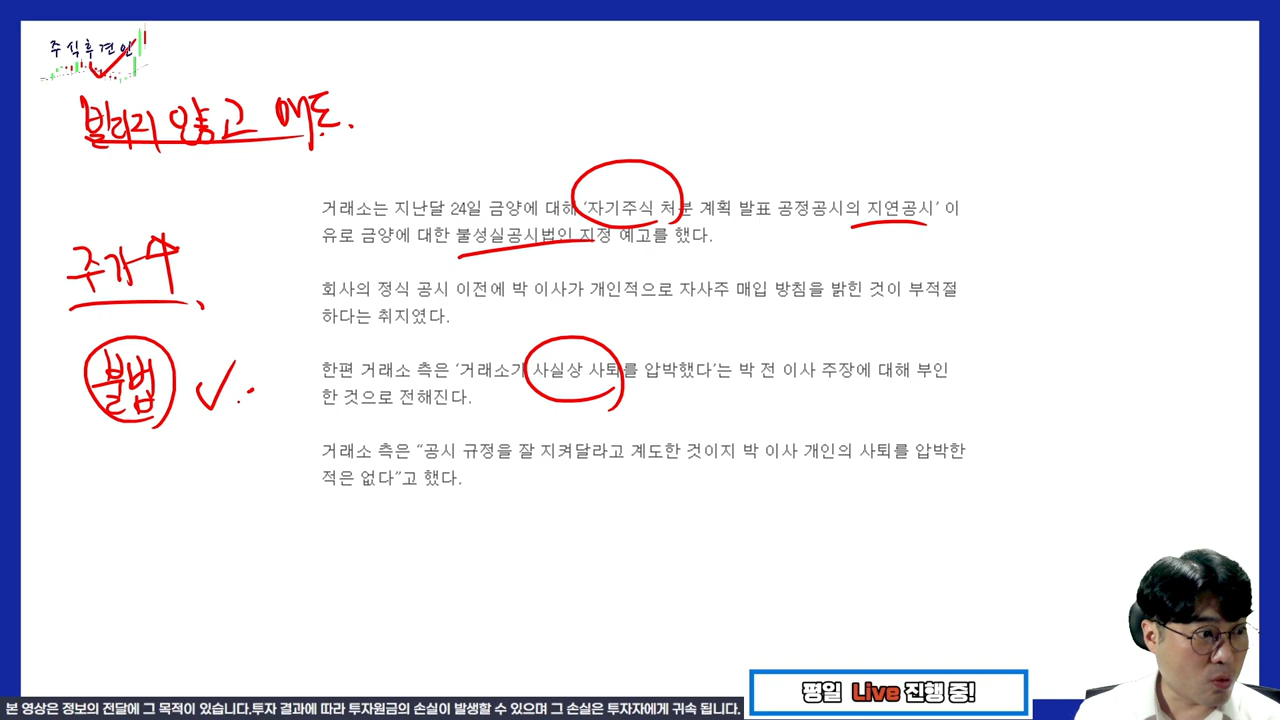 주식후견인
빌리지 않고 매도.
거래소는 지난달 24일 금양에 대해 ‘자기주식 처분 계획 발표 공정공시의 지연공시’ 이
유로 금양에 대한 불성실공시법인 지정 예고를 했다.
주가
회사의 정식 공시 이전에 박 이사가 개인적으로 자사주 매입 방침을 밝힌 것이 부적절
하다는 취지였다.
불법
한편 거래소 측은 ‘거래소가 사실상 사퇴를 압박했다’는 박 전 이사 주장에 대해 부인
한 것으로 전해진다.
거래소 측은 “공시 규정을 잘 지켜달라고 계도한 것이지 박 이사 개인의 사퇴를 압박한
적은 없다”고 했다.
평일 Live 진행 중!
본 영상은 정보의 전달에 그 목적이 있습니다.투자 결과에 따라 투자원금의 손실이 발생할 수 있으며 그 손실은 투자자에게 귀속 됩니다.